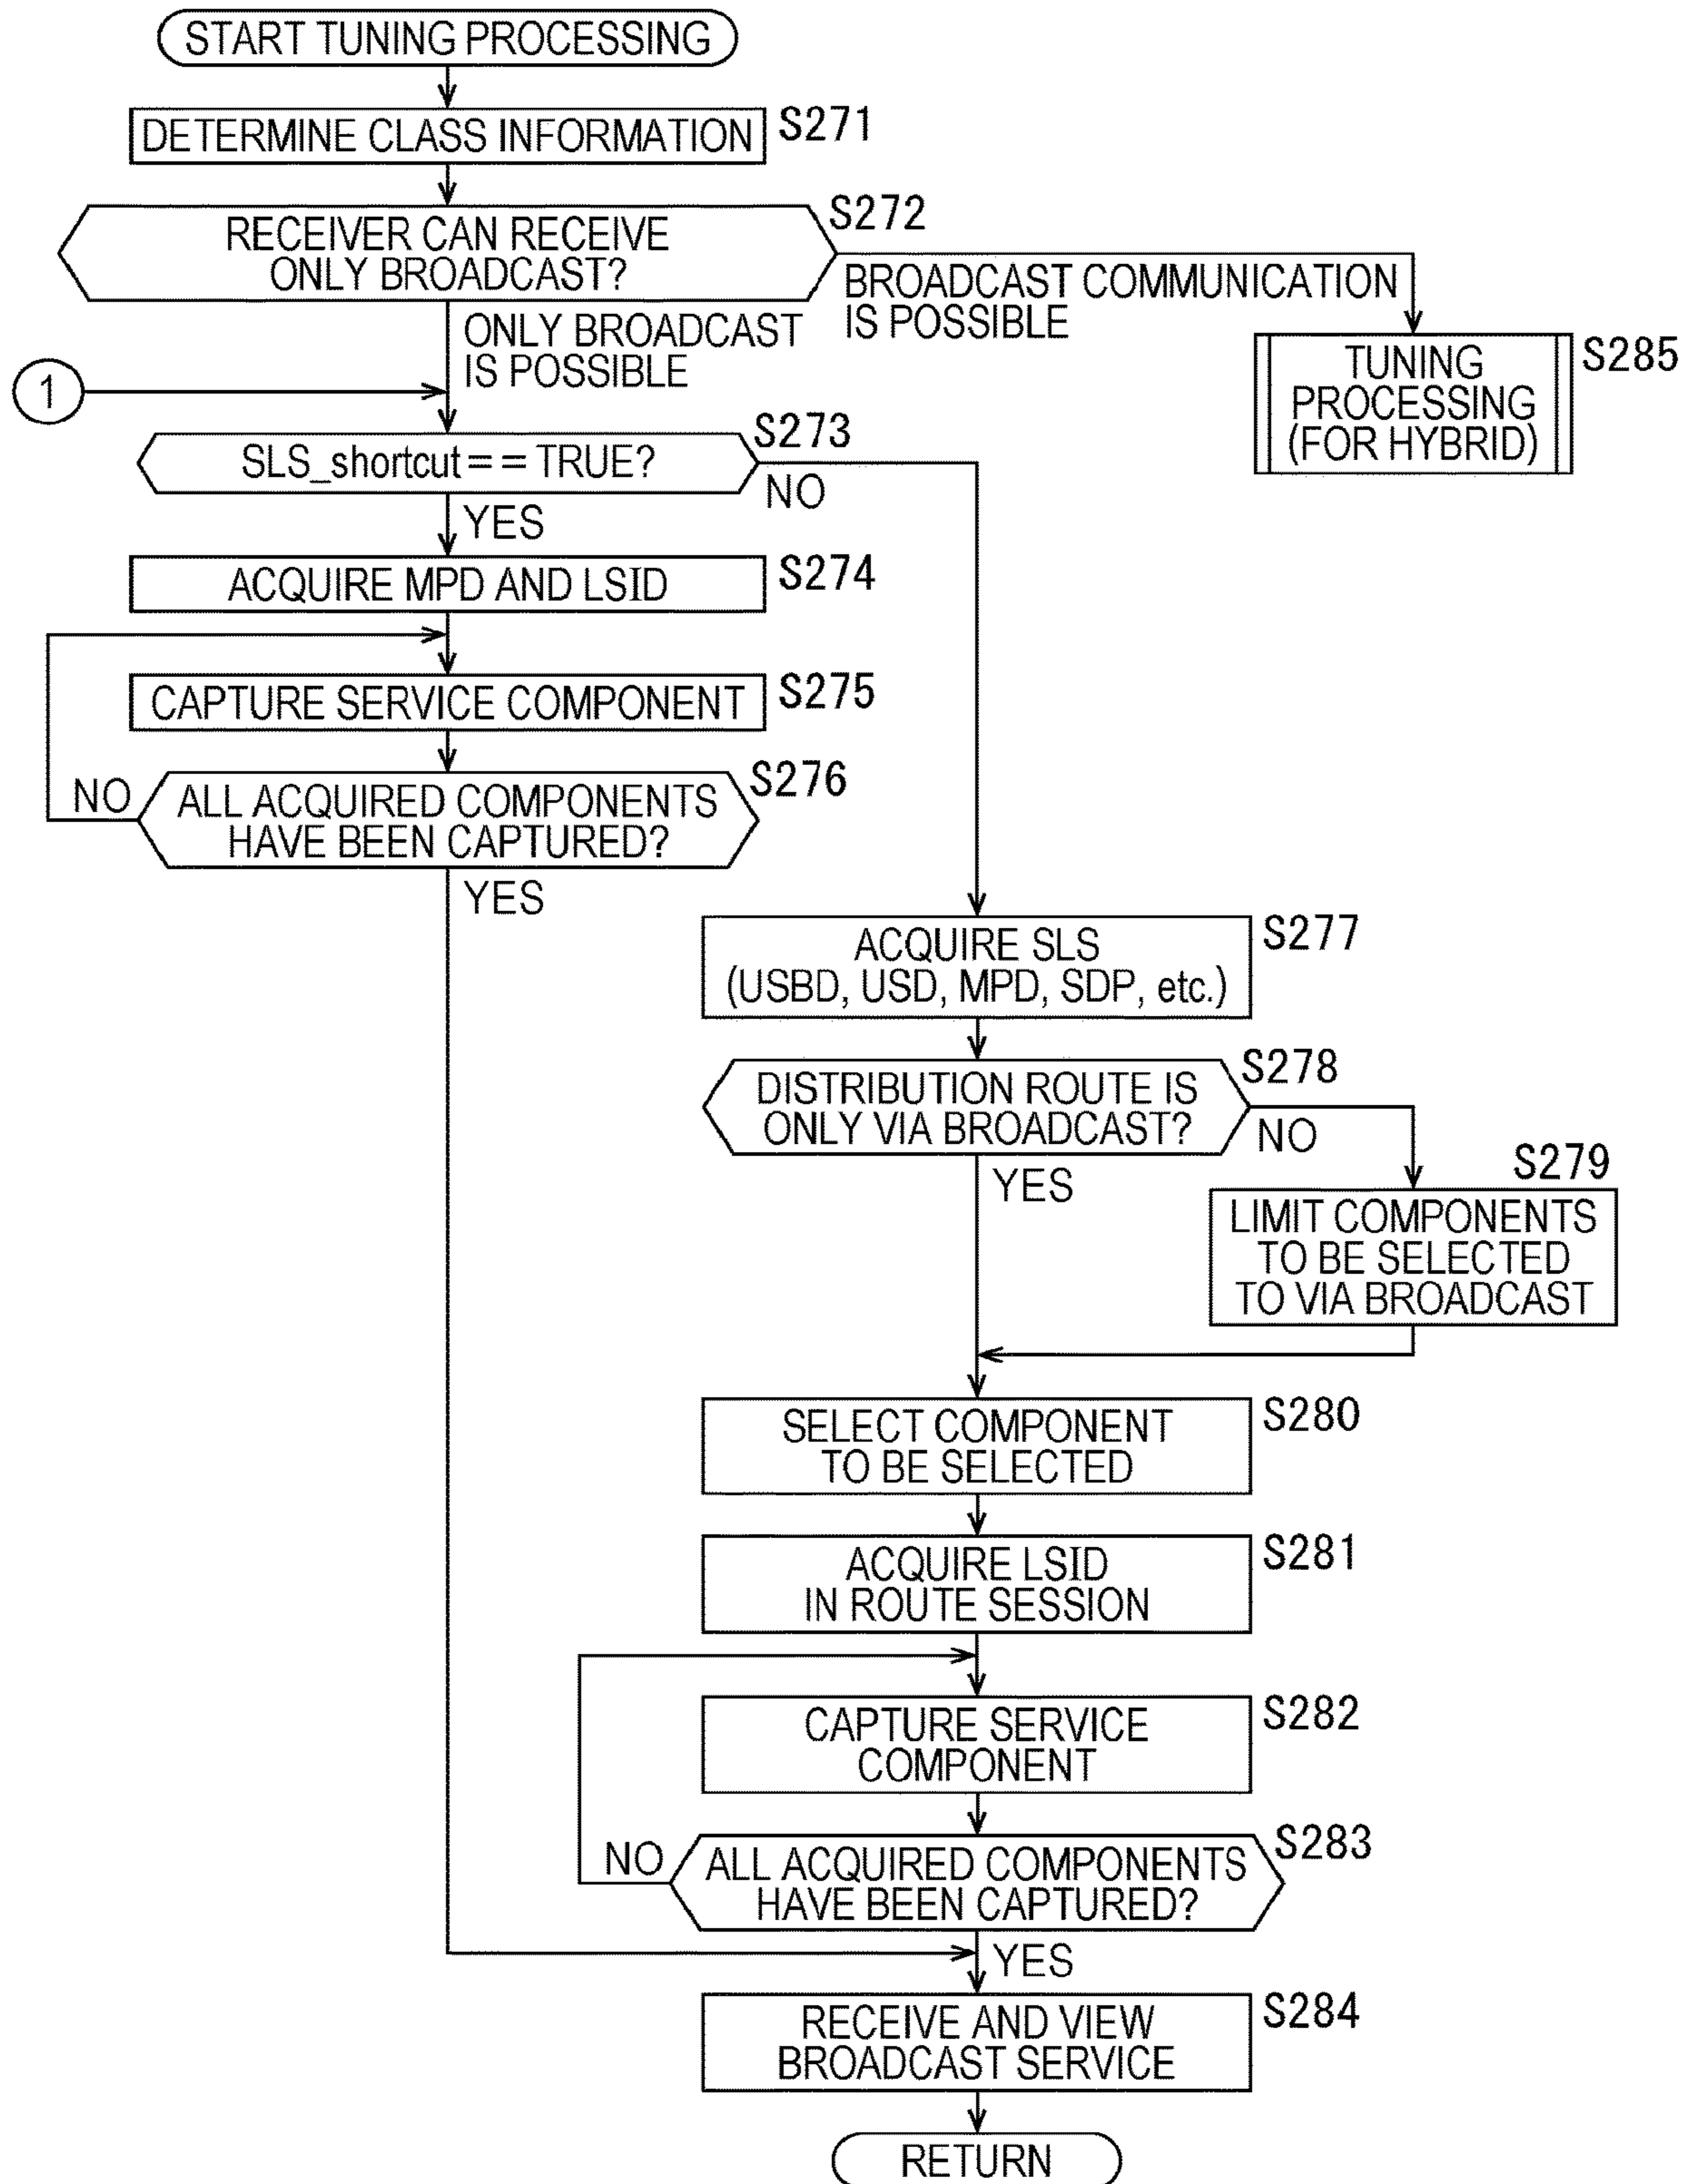 START TUNING PROCESSING
DETERMINE CLASS INFORMATION
S271
RECEIVER CAN RECEIVE
ONLY BROADCAST?
S272
BROADCAST COMMUNICATION
IS POSSIBLE
ONLY BROADCAST
IS POSSIBLE
TUNING
PROCESSING
(FOR HYBRID)
S285
1
SLS_shortcut== TRUE?
S273
NO
YES
ACQUIRE MPD AND LSID
S274
CAPTURE SERVICE COMPONENT
S275
ALL ACQUIRED COMPONENTS
HAVE BEEN CAPTURED?
S276
NO
YES
ACQUIRE SLS
(USBD, USD, MPD, SDP, etc.)
S277
DISTRIBUTION ROUTE IS
ONLY VIA BROADCAST?
S278
NO
YES
S279
LIMIT COMPONENTS
TO BE SELECTED
TO VIA BROADCAST
SELECT COMPONENT
TO BE SELECTED
S280
ACQUIRE LSID
IN ROUTE SESSION
S281
CAPTURE SERVICE
COMPONENT
S282
ALL ACQUIRED COMPONENTS
HAVE BEEN CAPTURED?
S283
NO
YES
RECEIVE AND VIEW
BROADCAST SERVICE
S284
RETURN